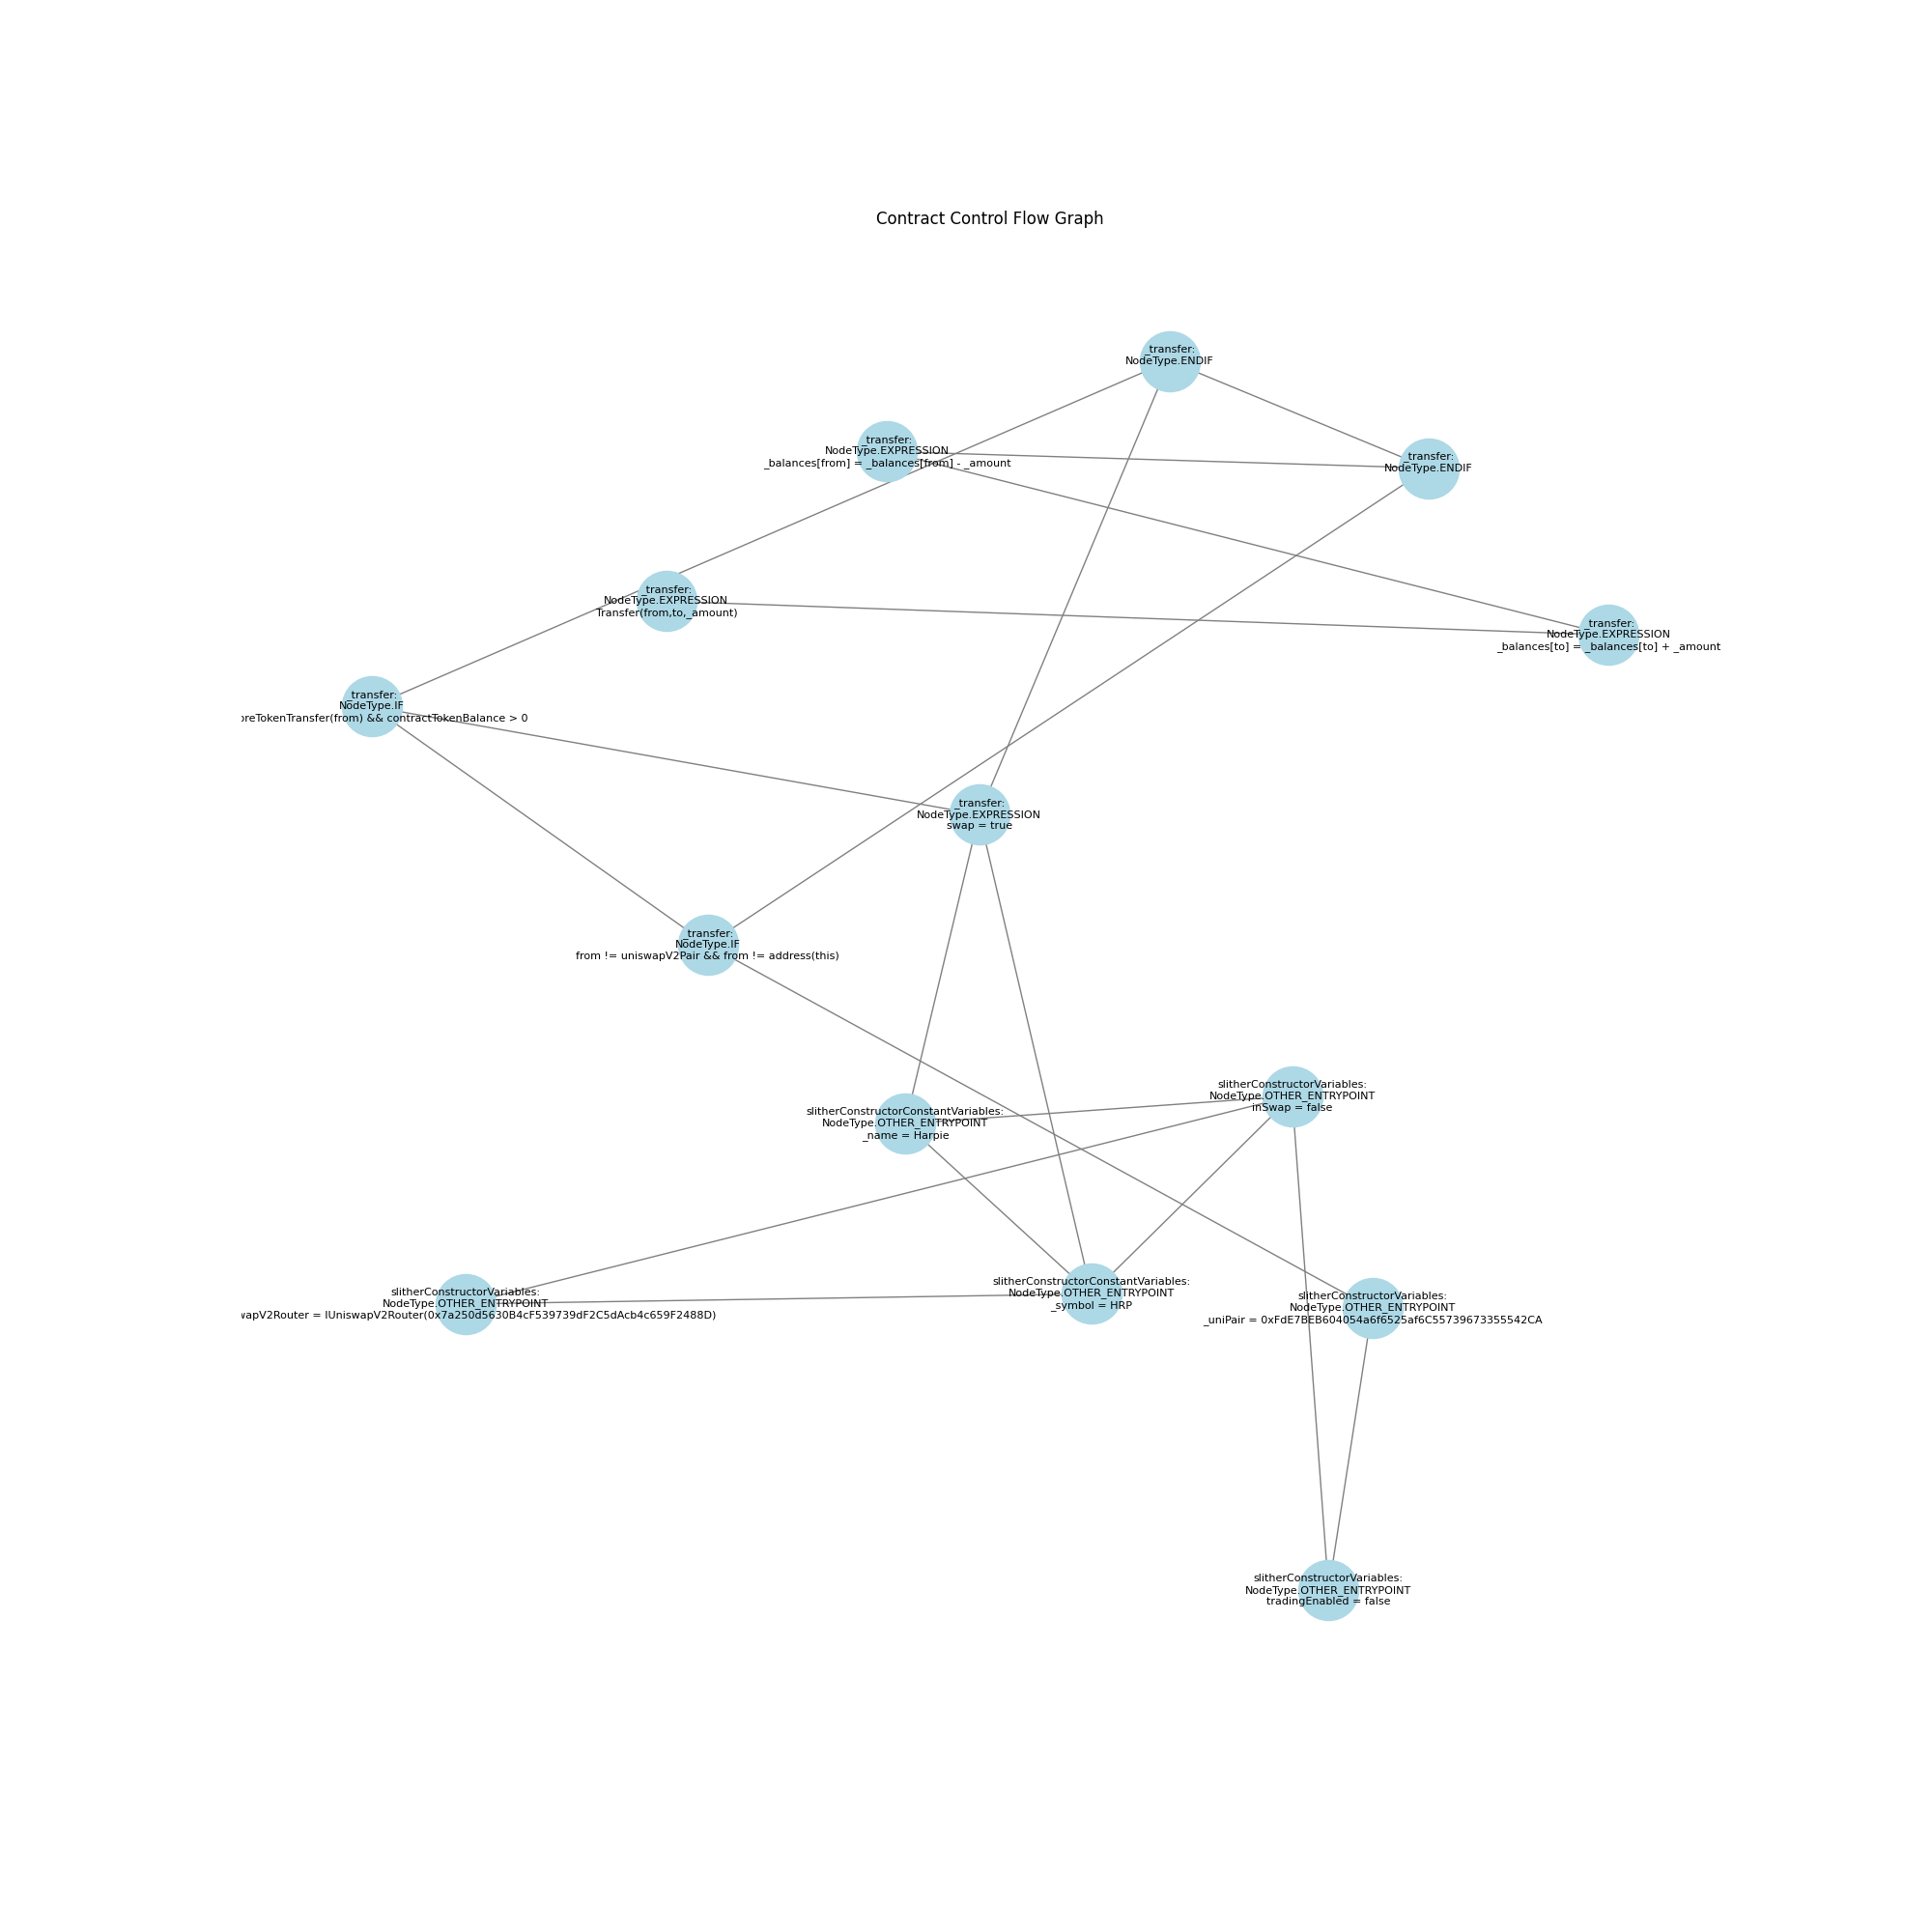 Contract Control Flow Graph
_transfer:
NodeType.ENDIF
_transfer:
NodeType.EXPRESSION
_balances[from] = _balances[from] - _amount
_transfer:
NodeType.ENDIF
_transfer:
NodeType.EXPRESSION
Transfer(from,to,_amount)
_transfer:
NodeType.EXPRESSION
_balances[to] = _balances[to] + _amount
_transfer:
NodeType.IF
oreTokenTransfer(from) && contractTokenBalance > 0
_transfer:
NodeType.EXPRESSION
swap = true
_transfer:
NodeType.IF
from != uniswapV2Pair && from != address(this)
slitherConstructorVariables:
NodeType.OTHER_ENTRYPOINT
inSwap = false
slitherConstructorConstantVariables:
NodeType.OTHER_ENTRYPOINT
_name = Harpie
slitherConstructorConstantVariables:
NodeType.OTHER_ENTRYPOINT
_symbol = HRP
slitherConstructorVariables:
NodeType.OTHER_ENTRYPOINT
wapV2Router = IUniswapV2Router(0x7a250d5630B4cF539739dF2C5dAcb4c659F2488D)
slitherConstructorVariables:
NodeType.OTHER_ENTRYPOINT
_uniPair = 0xFdE7BEB604054a6f6525af6C55739673355542CA
slitherConstructorVariables:
NodeType.OTHER_ENTRYPOINT
tradingEnabled = false